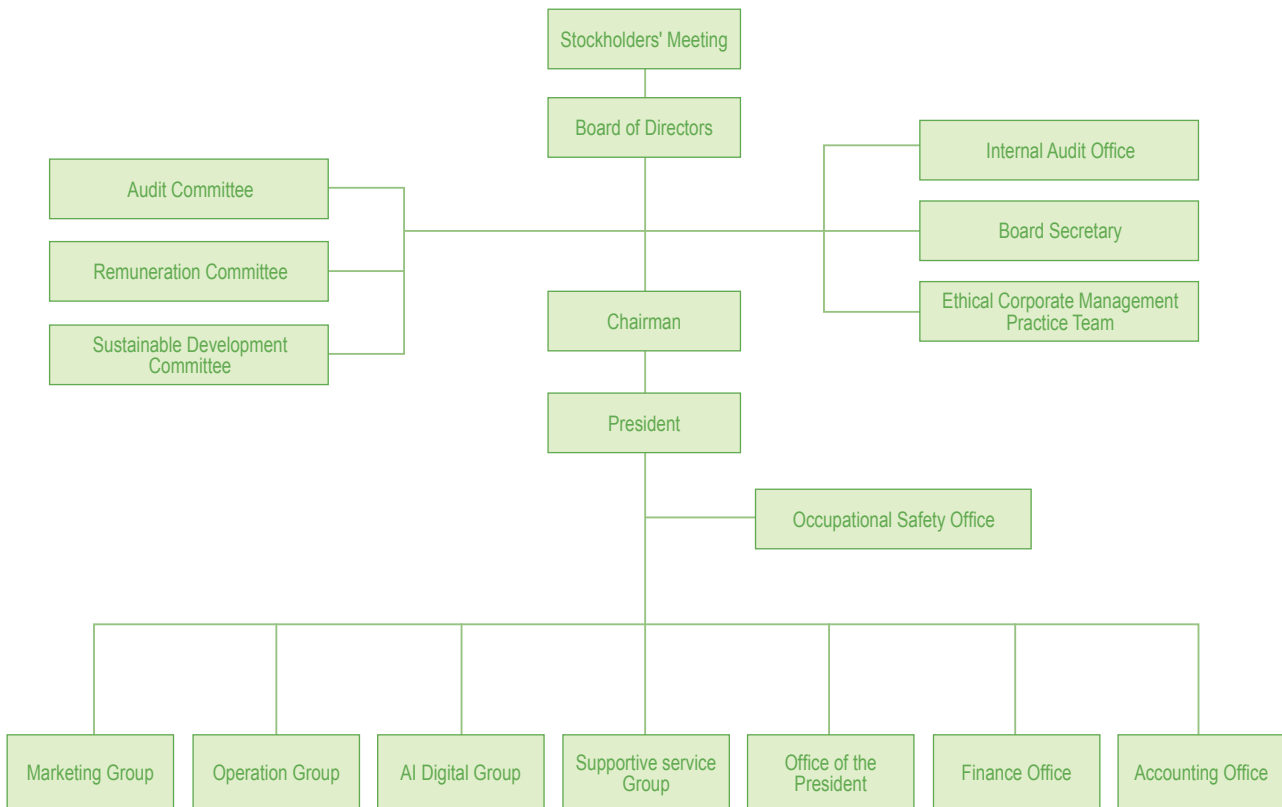 Stockholders' Meeting
Board of Directors
Audit Committee
Remuneration Committee
Sustainable Development
Committee
Internal Audit Office
Board Secretary
Ethical Corporate Management
Practice Team
Chairman
President
Occupational Safety Office
Marketing Group
Operation Group
AI Digital Group
Supportive service
Group
Office of the
President
Finance Office
Accounting Office